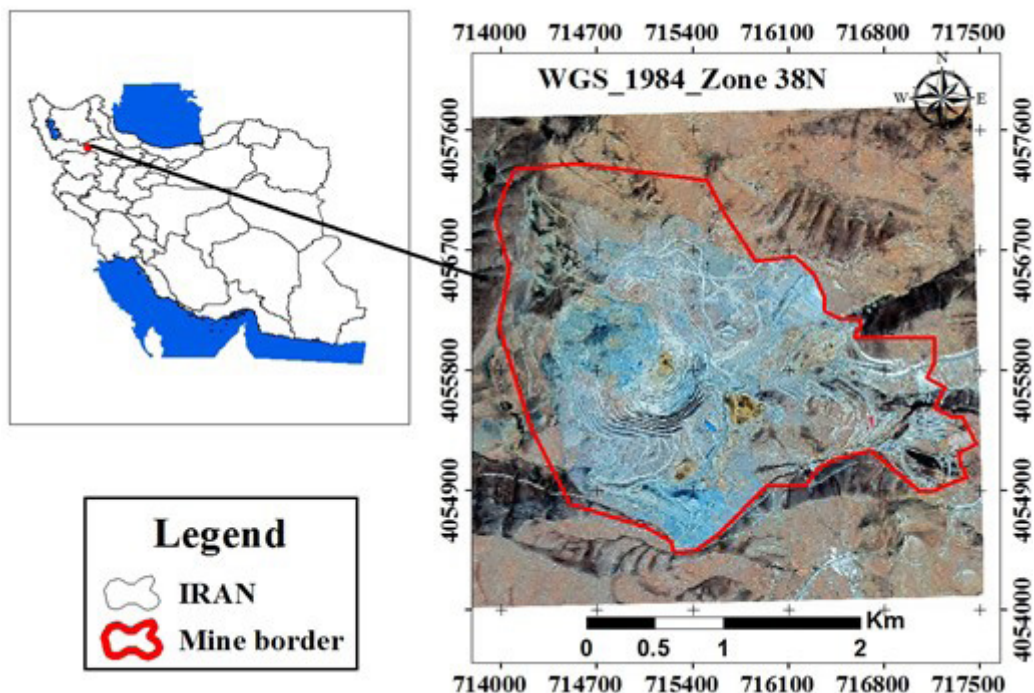 714000 714700 715400 716100 716800 717500
WGS_1984_Zone 38N
N
W E
S
4057600 4057600
4056700 4056700
4055800 4055800
4054900 4054900
4054000 4054000
Legend
IRAN
Mine border
Km
0 0.5 1 2
714000 714700 715400 716100 716800 717500